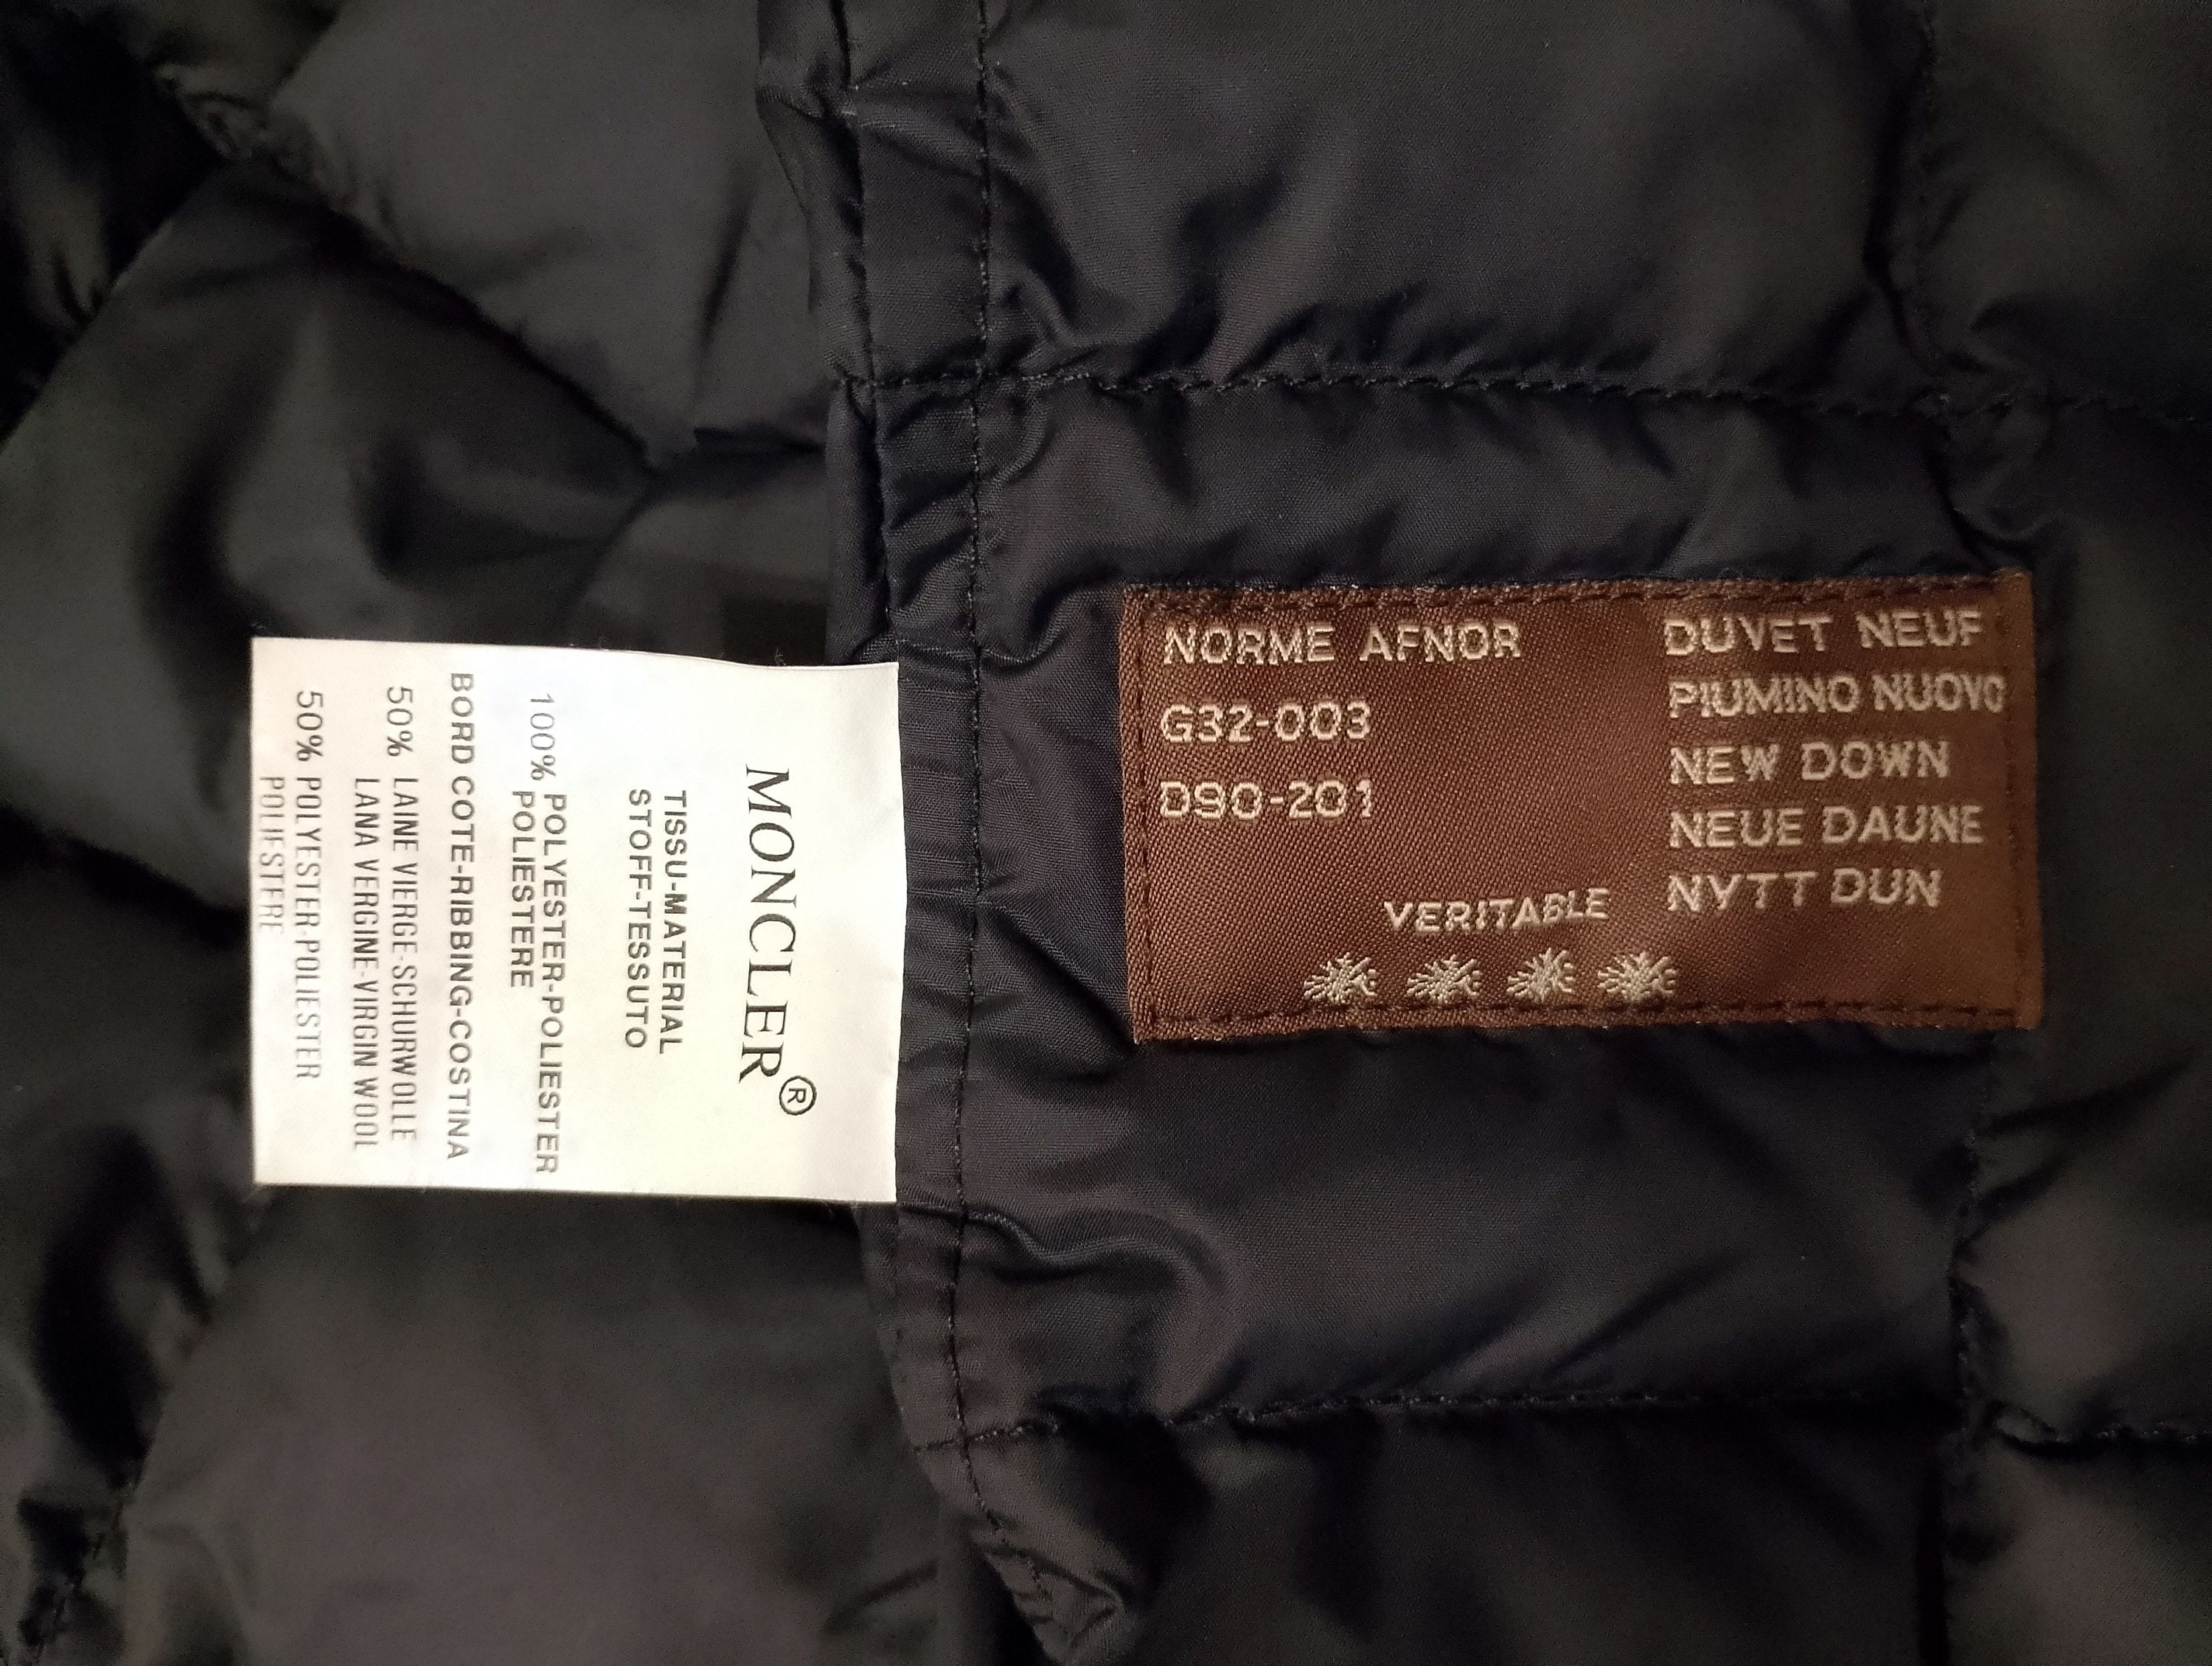 MONCLER®
TISSU-MATERIAL
STOFF-TESSUTO
100% POLYESTER-POLIESTER
POLIESTERE
BORD COTE-RIBBING-COSTINA
50% LAINE VIERGE-SCHURWOLLE
LANA VERGINE-VIRGIN WOOL
50% POLYESTER-POLIESTER
POLIESTERE
NORME AFNOR
G32-003
D90-201
DUVET NEUF
PIUMINO NUOVO
NEW DOWN
NEUE DAUNE
NYTT DUN
VERITABLE